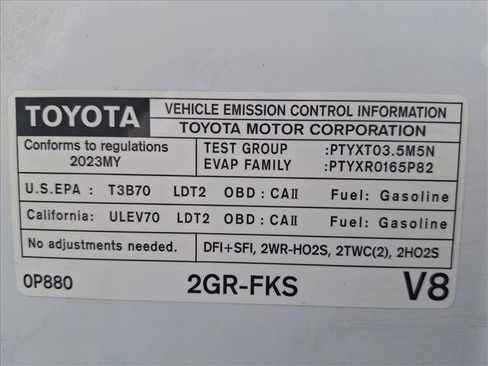 TOYOTA VEHICLE EMISSION CONTROL INFORMATION
TOYOTA MOTOR CORPORATION
Conforms to regulations TEST GROUP :PTYXT03.5M5N
2023MY EVAP FAMILY :PTYXR0165P82
U.S.EPA : T3B70 LDT2 OBD : CAII Fuel: Gasoline
California: ULEV70 LDT2 OBD : CAII Fuel: Gasoline
No adjustments needed. DFI+SFI, 2WR-HO2S, 2TWC(2), 2HO2S
0P880 2GR-FKS V8